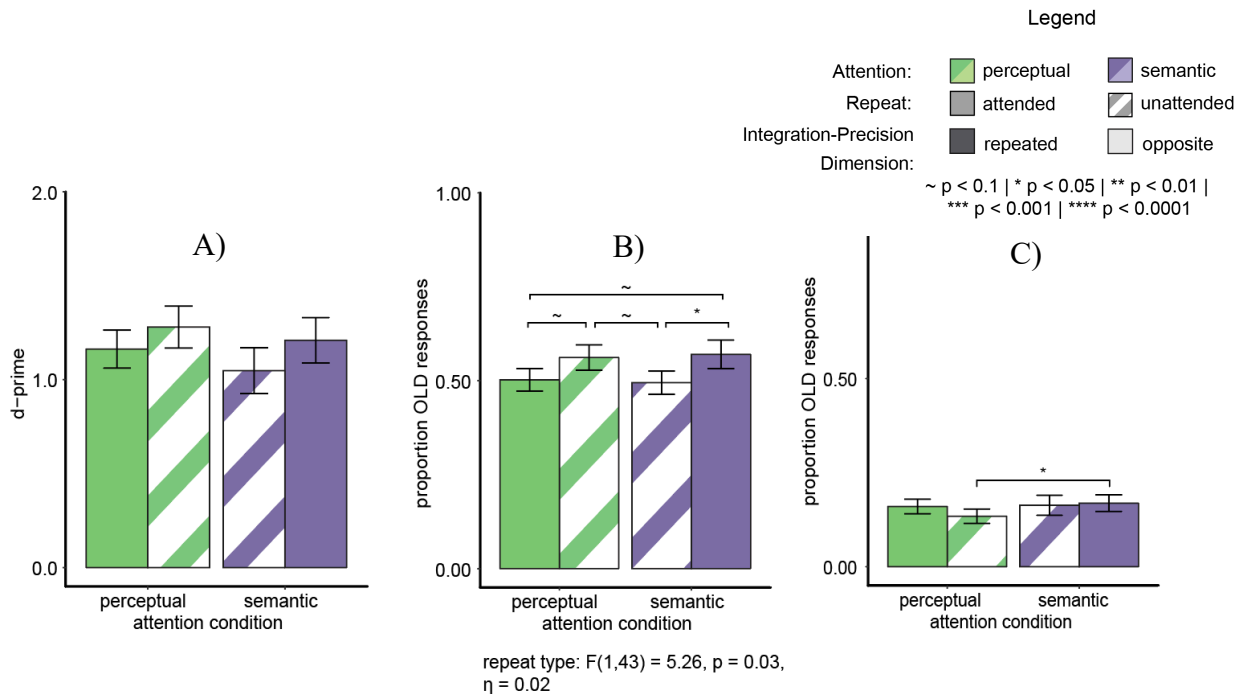 Legend
Attention: perceptual semantic
Repeat: attended unattended
Integration-Precision
Dimension: repeated opposite
~ p < 0.1 | * p < 0.05 | ** p < 0.01 |
*** p < 0.001 | **** p < 0.0001
A)
2.0
1.0
0.0
d-prime
perceptual semantic
attention condition
B)
1.00
0.50
0.00
proportion OLD responses
~
~ ~ *
perceptual semantic
attention condition
repeat type: F(1,43) = 5.26, p = 0.03,
η = 0.02
C)
0.50
0.00
proportion OLD responses
*
perceptual semantic
attention condition